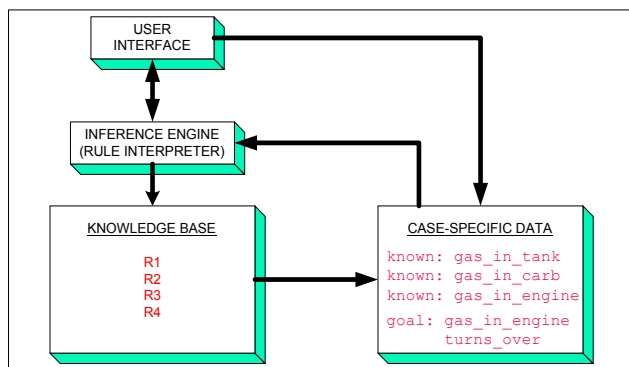 USER
INTERFACE
INFERENCE ENGINE
(RULE INTERPRETER)
KNOWLEDGE BASE
R1
R2
R3
R4
CASE-SPECIFIC DATA
known: gas_in_tank
known: gas_in_carb
known: gas_in_engine
goal: gas_in_engine
turns_over